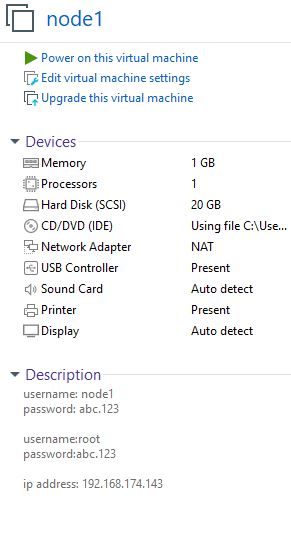 node1
Power on this virtual machine
Edit virtual machine settings
Upgrade this virtual machine
Devices
Memory 1 GB
Processors 1
Hard Disk (SCSI) 20 GB
CD/DVD (IDE) Using file C:\Use...
Network Adapter NAT
USB Controller Present
Sound Card Auto detect
Printer Present
Display Auto detect
Description
username: node1
password: abc.123
username:root
password:abc.123
ip address: 192.168.174.143